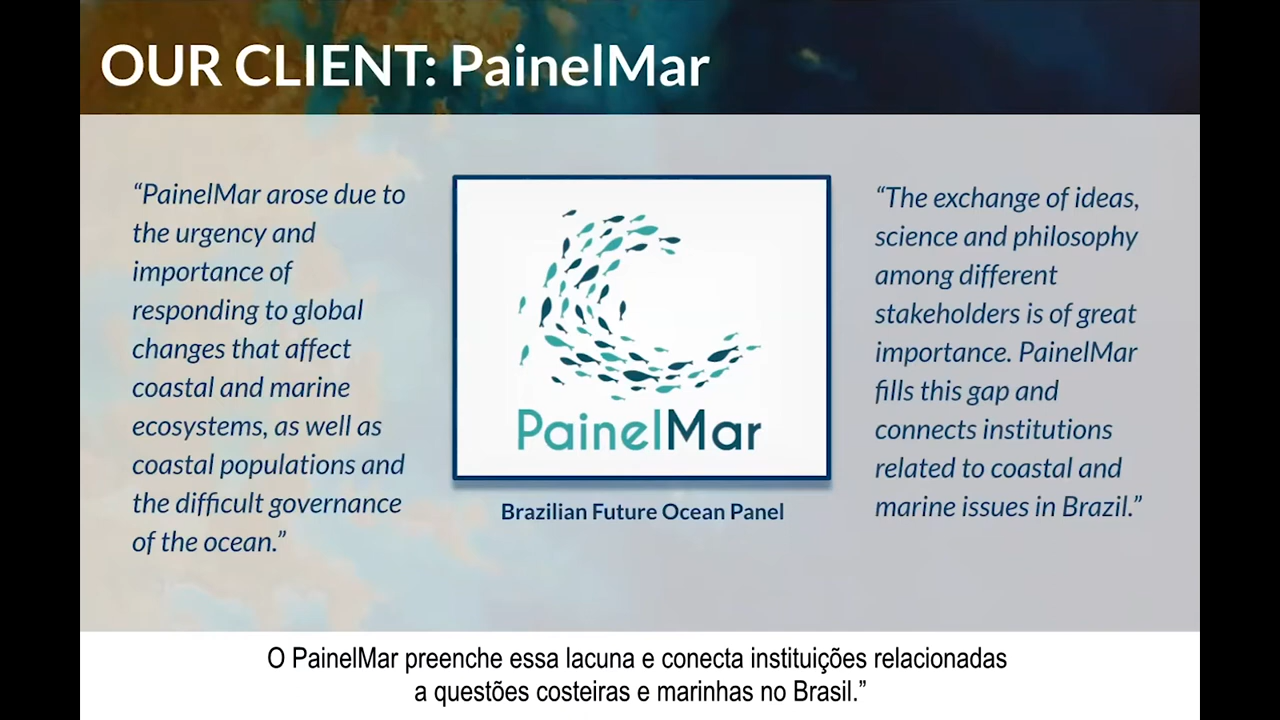 OUR CLIENT: PainelMar
“PainelMar arose due to
the urgency and
importance of
responding to global
changes that affect
coastal and marine
ecosystems, as well as
coastal populations and
the difficult governance
of the ocean.”
PainelMar
Brazilian Future Ocean Panel
“The exchange of ideas,
science and philosophy
among different
stakeholders is of great
importance. PainelMar
fills this gap and
connects institutions
related to coastal and
marine issues in Brazil.”
O PainelMar preenche essa lacuna e conecta instituições relacionadas
a questões costeiras e marinhas no Brasil.”